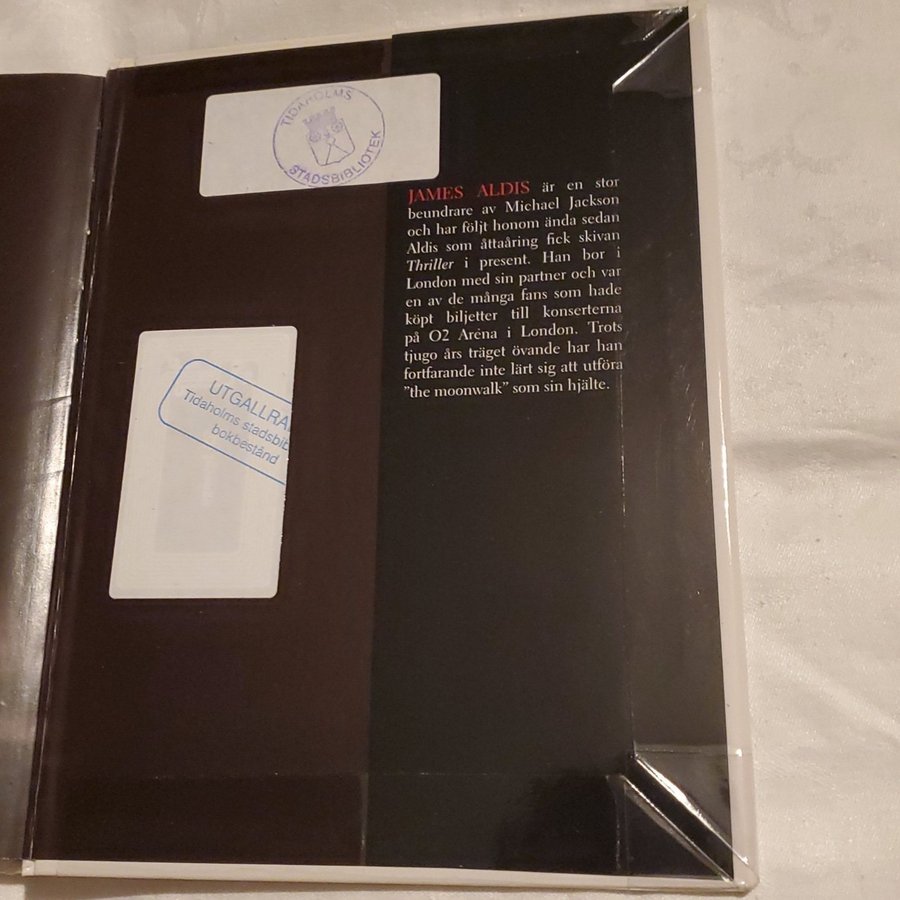 TIDAHOLMS
STADSBIBLIOTEK
JAMES ALDIS är en stor
beundrare av Michael Jackson
och har följt honom ända sedan
Aldis som åttaåring fick skivan
Thriller i present. Han bor i
London med sin partner och var
en av de många fans som hade
köpt biljetter till konserterna
på O2 Aréna i London. Trots
tjugo års träget övande har han
fortfarande inte lärt sig att utföra
"the moonwalk" som sin hjälte.
UTGALLRA
Tidaholms stadsbib
bokbestånd